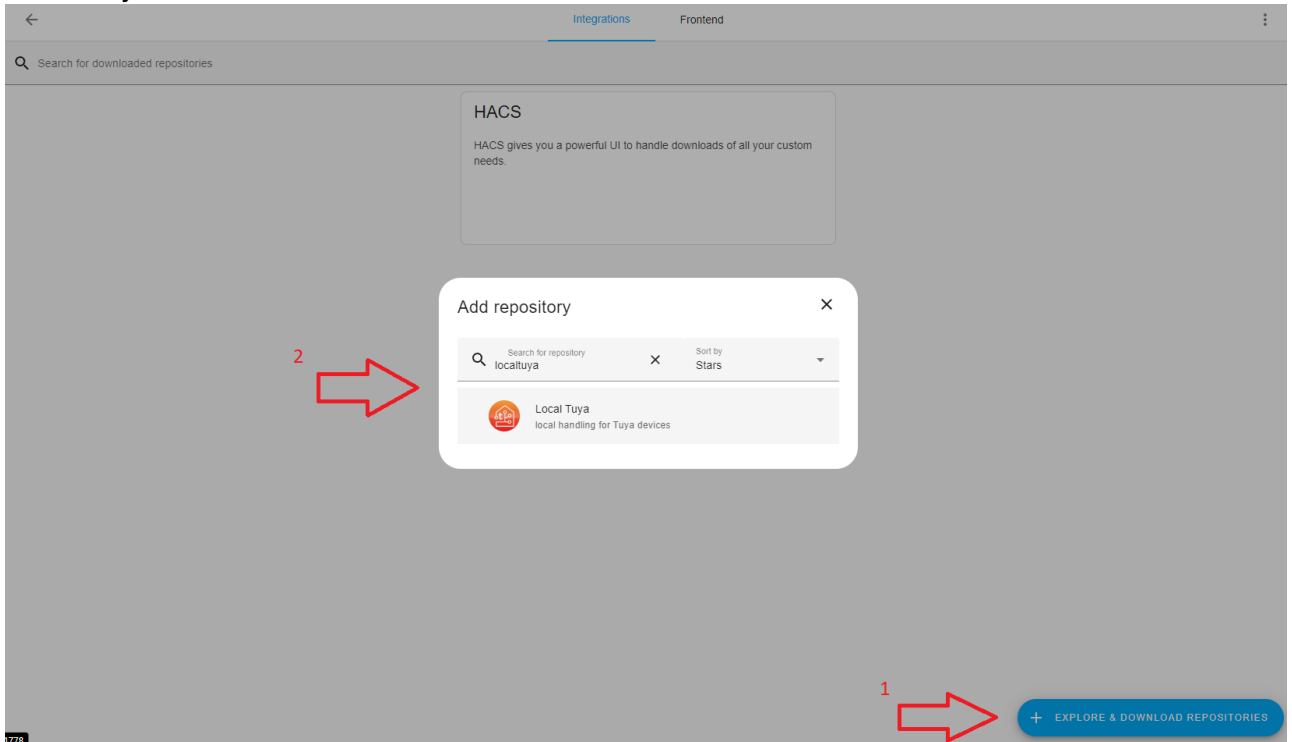 Integrations Frontend
Search for downloaded repositories
HACS
HACS gives you a powerful UI to handle downloads of all your custom
needs.
Add repository
Search for repository
localtuya
Sort by
Stars
2
Local Tuya
local handling for Tuya devices
1
EXPLORE & DOWNLOAD REPOSITORIES